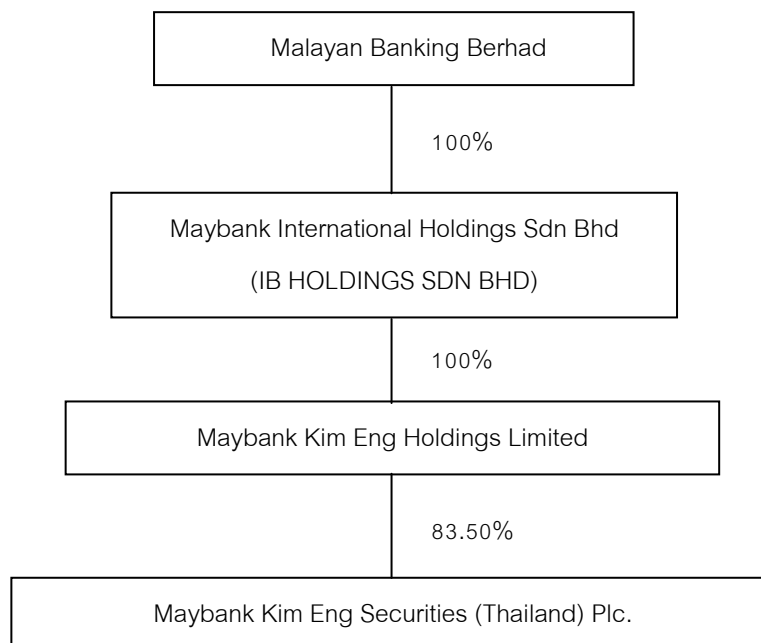 Malayan Banking Berhad
100%
Maybank International Holdings Sdn Bhd
(IB HOLDINGS SDN BHD)
100%
Maybank Kim Eng Holdings Limited
83.50%
Maybank Kim Eng Securities (Thailand) Plc.